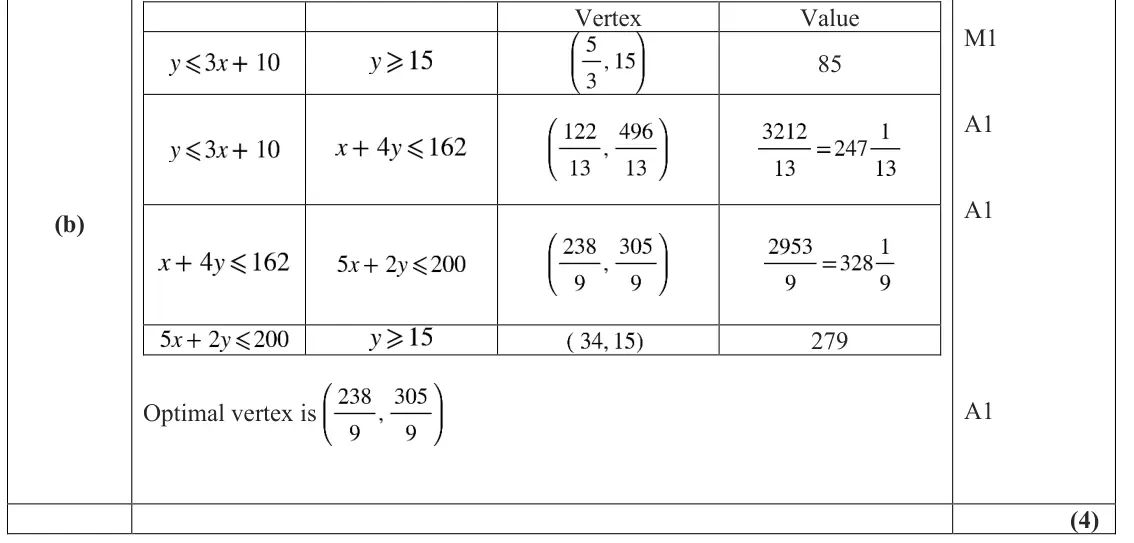 Vertex Value
y⩽3x+10 y⩾15 (5/3, 15) 85 M1
y⩽3x+10 x+4y⩽162 (122/13, 496/13) 3212/13=247 1/13 A1
A1
(b)
x+4y⩽162 5x+2y⩽200 (238/9, 305/9) 2953/9=328 1/9
5x+2y⩽200 y⩾15 ( 34, 15) 279
Optimal vertex is (238/9, 305/9) A1
(4)